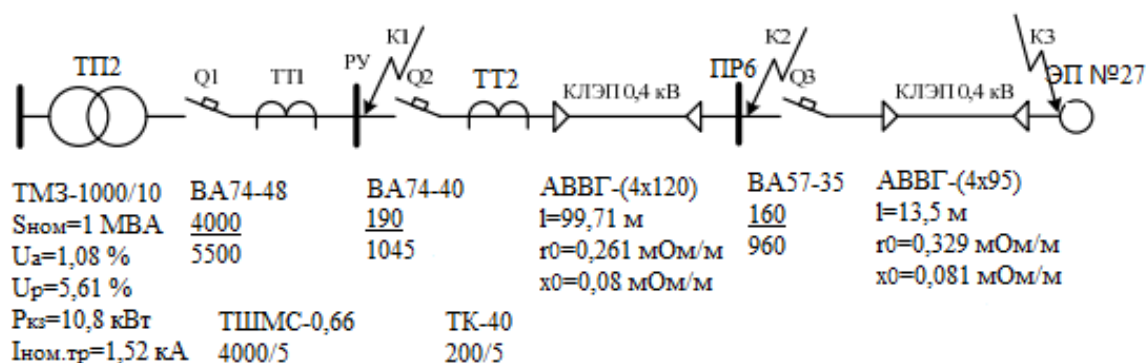 ТП2
Q1
ТТ1
РУ
К1
Q2
ТТ2
КЛЭП 0,4 кВ
ПР6
К2
Q3
КЛЭП 0,4 кВ
К3
ЭП №27
ТМЗ-1000/10
Sном=1 МВА
Uа=1,08 %
Uр=5,61 %
Pкз=10,8 кВт
Iном.тр=1,52 кА
ВА74-48
4000
5500
ТШМС-0,66
4000/5
ВА74-40
190
1045
ТК-40
200/5
АВВГ-(4х120)
l=99,71 м
r0=0,261 мОм/м
x0=0,08 мОм/м
ВА57-35
160
960
АВВГ-(4х95)
l=13,5 м
r0=0,329 мОм/м
x0=0,081 мОм/м